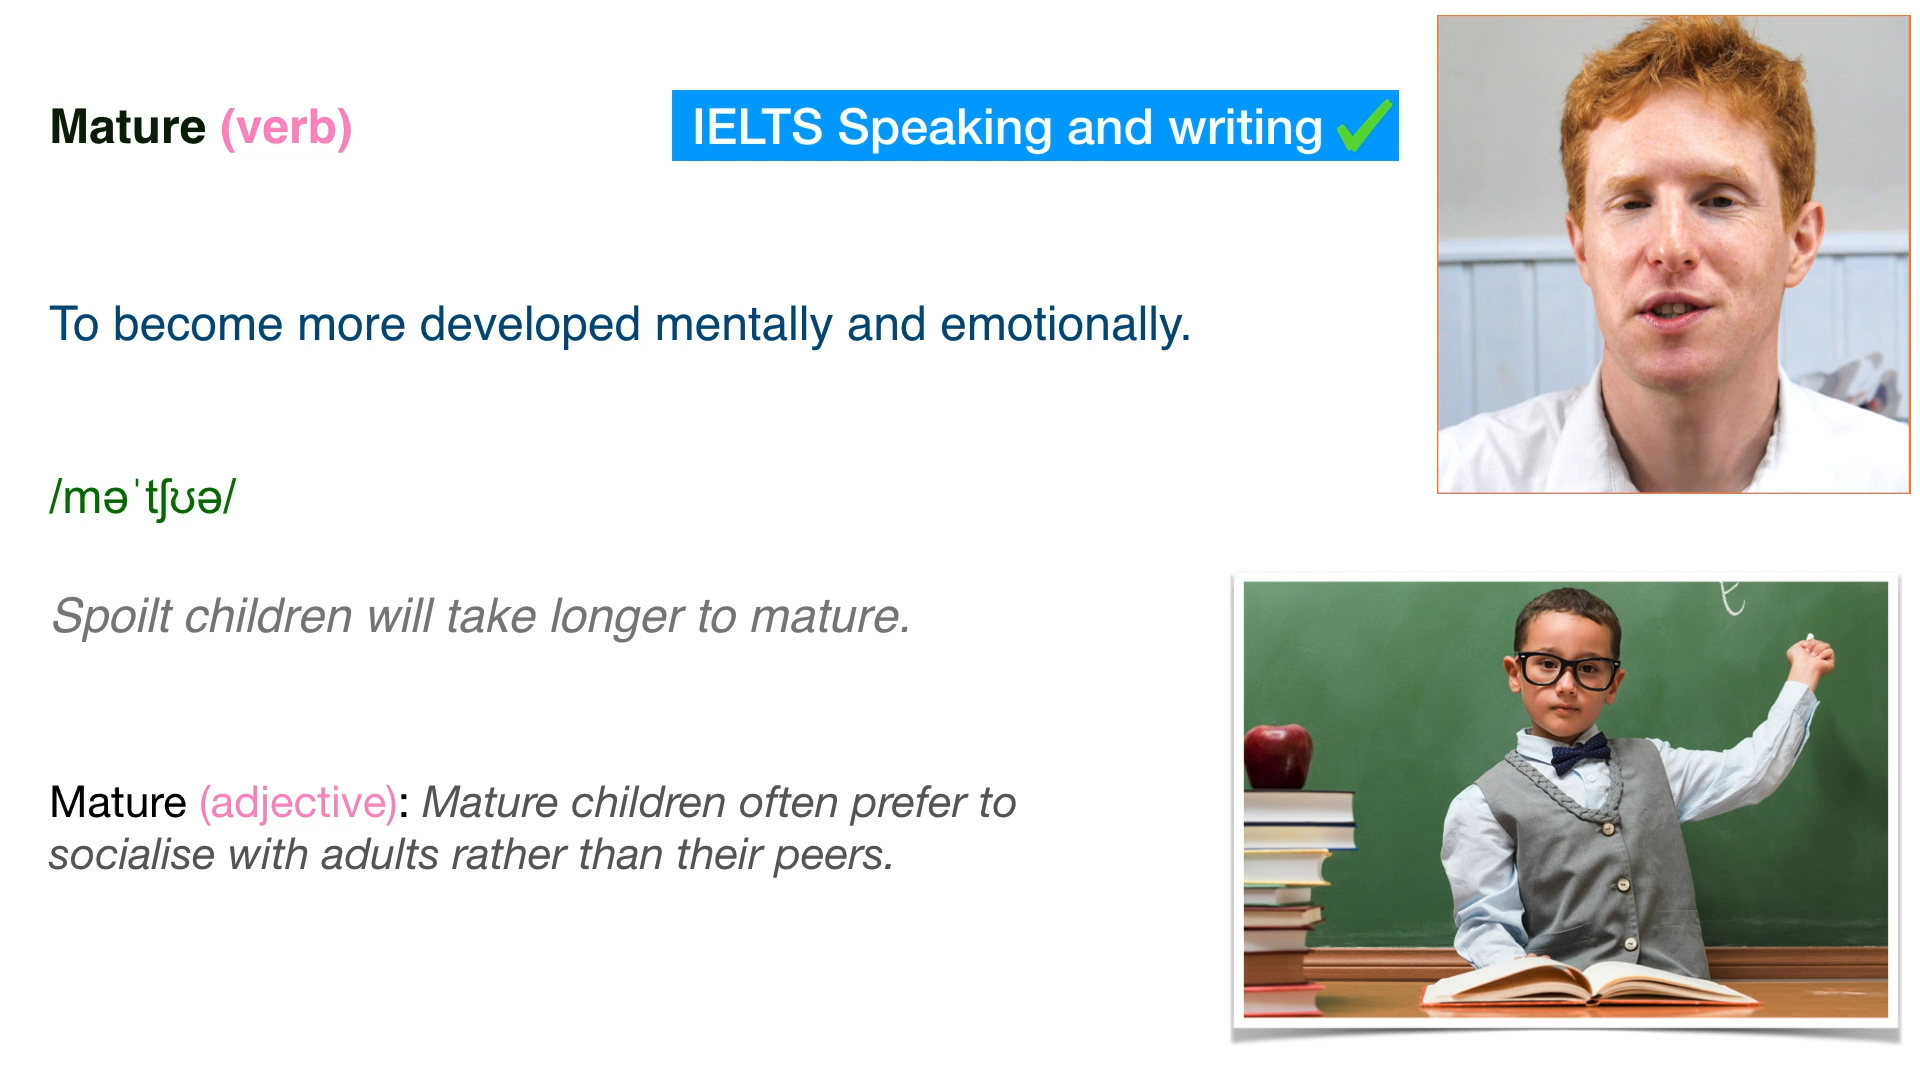 Mature (verb)
IELTS Speaking and writing
To become more developed mentally and emotionally.
/məˈtʃʊə/
Spoilt children will take longer to mature.
Mature (adjective): Mature children often prefer to
socialise with adults rather than their peers.